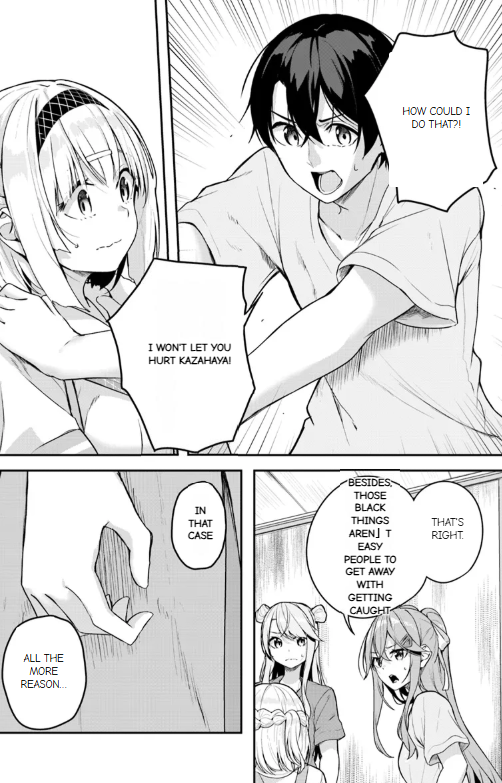 HOW COULD I
DO THAT?!
I WON'T LET YOU
HURT KAZAHAYA!
THAT'S
RIGHT.
BESIDES,
THOSE
BLACK
THINGS
AREN」T
EASY
PEOPLE TO
GET AWAY
WITH
GETTING
CAUGHT
IN
THAT
CASE
ALL THE
MORE
REASON...